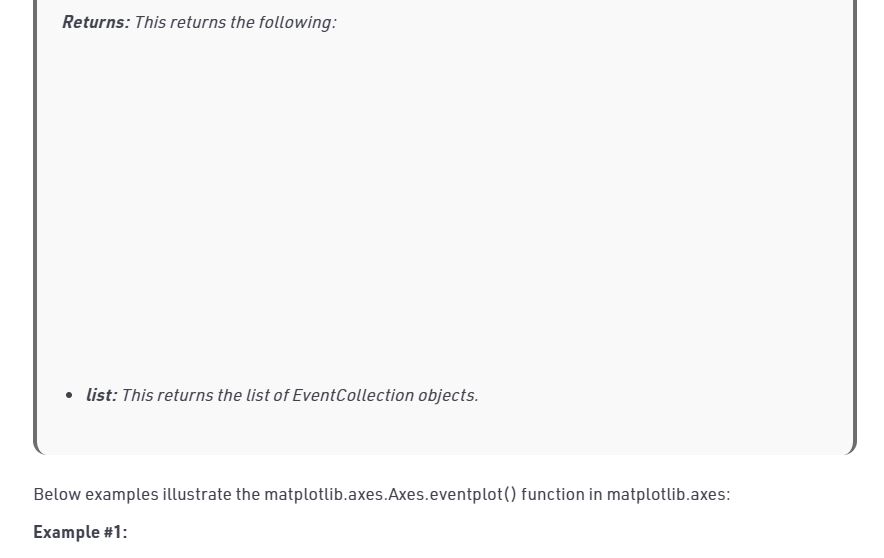 Returns: This returns the following:
• list: This returns the list of EventCollection objects.
Below examples illustrate the matplotlib.axes.Axes.eventplot() function in matplotlib.axes:
Example #1: